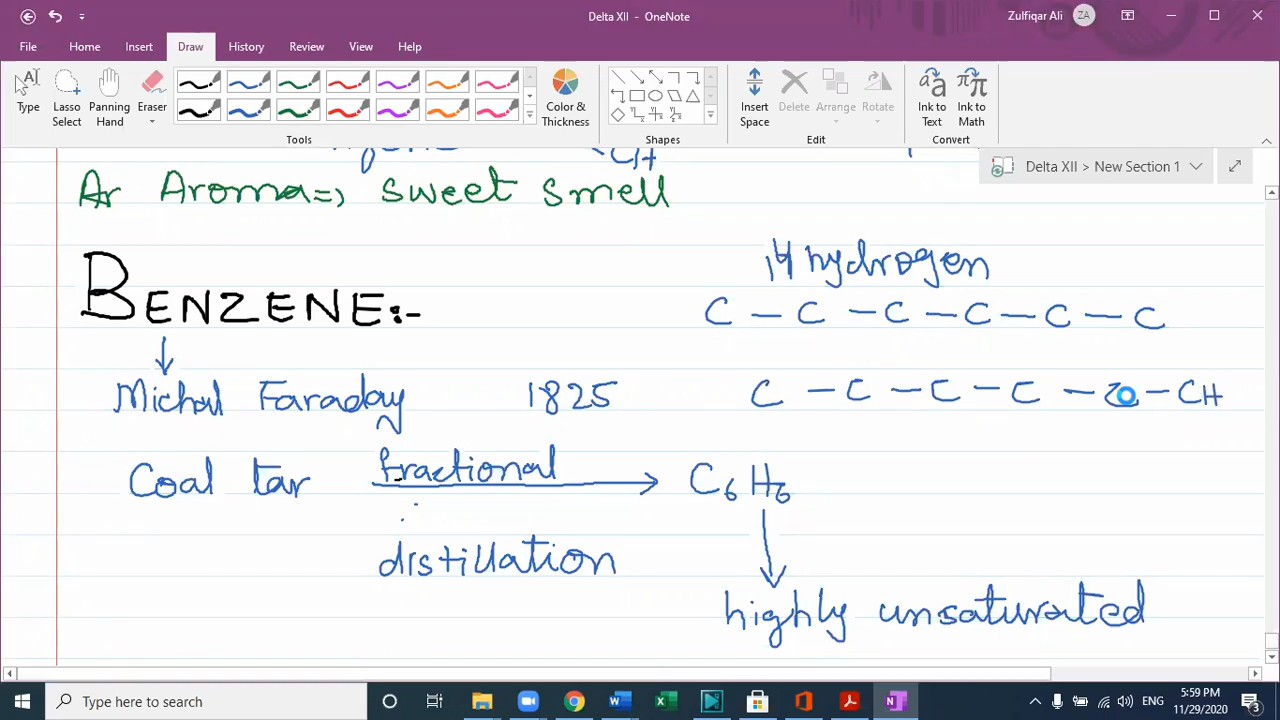 Delta XII - OneNote
Zulfiqar Ali ZA
File Home Insert Draw History Review View Help
Type Lasso Select Panning Hand Eraser Color & Thickness Insert Space Delete Arrange Rotate Ink to Text Ink to Math
Tools Shapes Edit Convert
Delta XII > New Section 1
Ar Aroma=> sweet smell
14 hydrogen
BENZENE:-
C — C — C — C — C — C
Michal Faraday 1825
C — C — C — C — C — CH
Coal tar fractional → C6H6
distillation
highly unsaturated
Type here to search
ENG
5:59 PM
11/29/2020
3